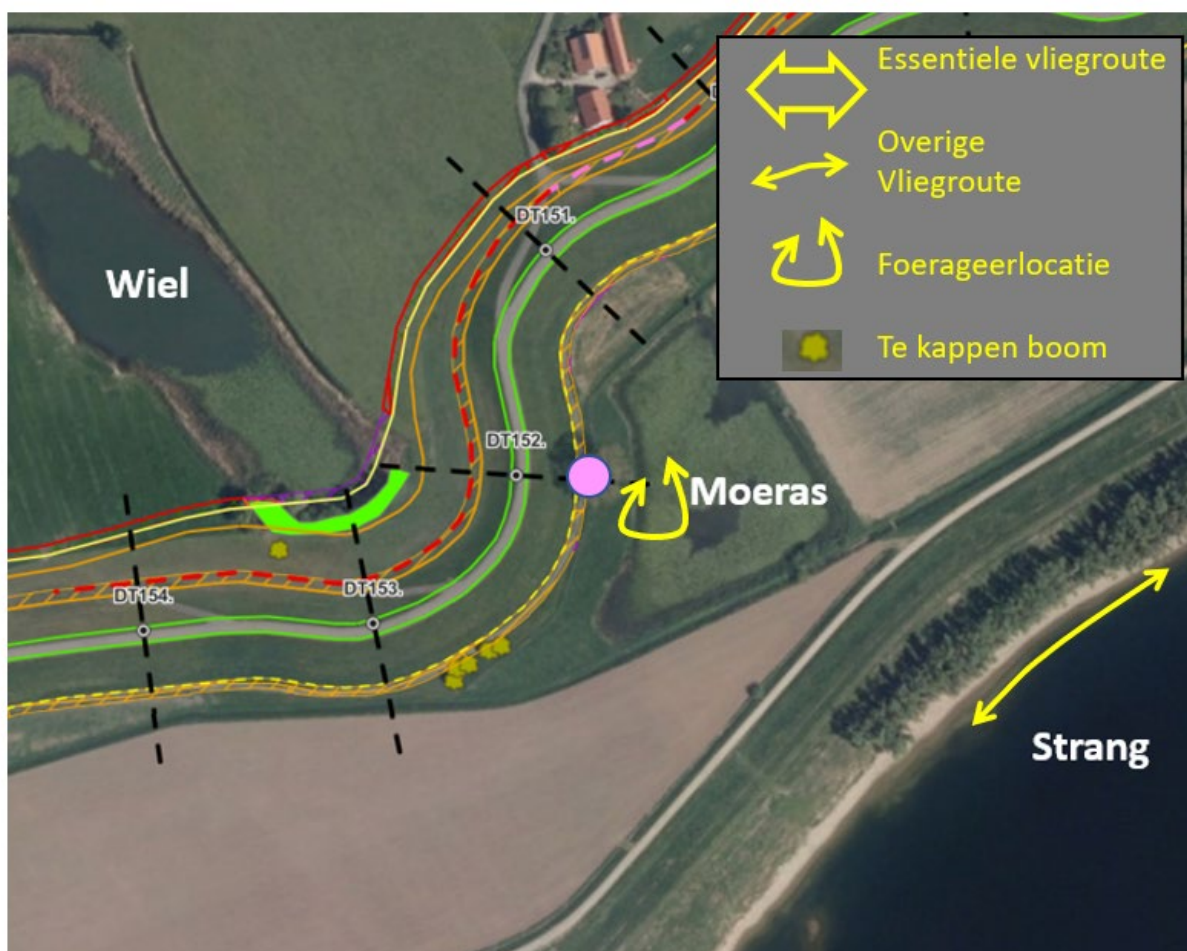 Essentiele vliegroute
Overige
Vliegroute
Foerageerlocatie
Te kappen boom
DT151.
Wiel
DT152.
Moeras
DT154.
DT153.
Strang